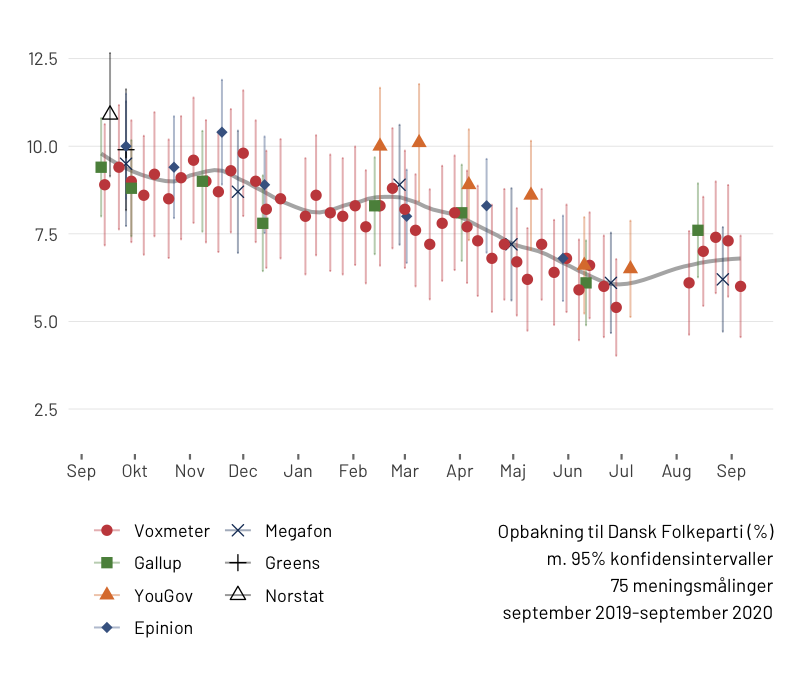 12.5
10.0
7.5
5.0
2.5
Sep Okt Nov Dec Jan Feb Mar Apr Maj Jun Jul Aug Sep
Voxmeter
Gallup
YouGov
Epinion
Megafon
Greens
Norstat
Opbakning til Dansk Folkeparti (%)
m. 95% konfidensintervaller
75 meningsmålinger
september 2019-september 2020